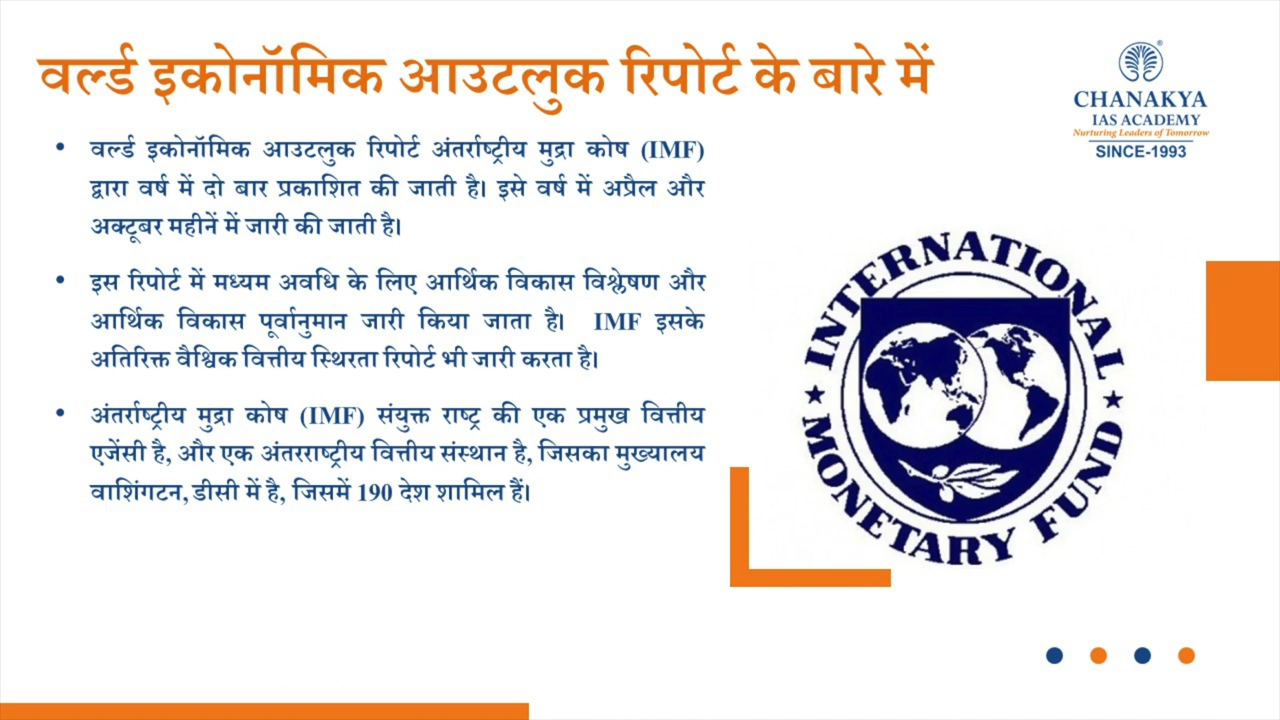 वर्ल्ड इकोनॉमिक आउटलुक रिपोर्ट के बारे में
CHANAKYA
IAS ACADEMY
Nurturing Leaders of Tomorrow
SINCE-1993
• वर्ल्ड इकोनॉमिक आउटलुक रिपोर्ट अंतर्राष्ट्रीय मुद्रा कोष (IMF)
द्वारा वर्ष में दो बार प्रकाशित की जाती है। इसे वर्ष में अप्रैल और
अक्टूबर महीनें में जारी की जाती है।
• इस रिपोर्ट में मध्यम अवधि के लिए आर्थिक विकास विश्लेषण और
आर्थिक विकास पूर्वानुमान जारी किया जाता है। IMF इसके
अतिरिक्त वैश्विक वित्तीय स्थिरता रिपोर्ट भी जारी करता है।
• अंतर्राष्ट्रीय मुद्रा कोष (IMF) संयुक्त राष्ट्र की एक प्रमुख वित्तीय
एजेंसी है, और एक अंतरराष्ट्रीय वित्तीय संस्थान है, जिसका मुख्यालय
वाशिंगटन, डीसी में है, जिसमें 190 देश शामिल हैं।
INTERNATIONAL
MONETARY FUND